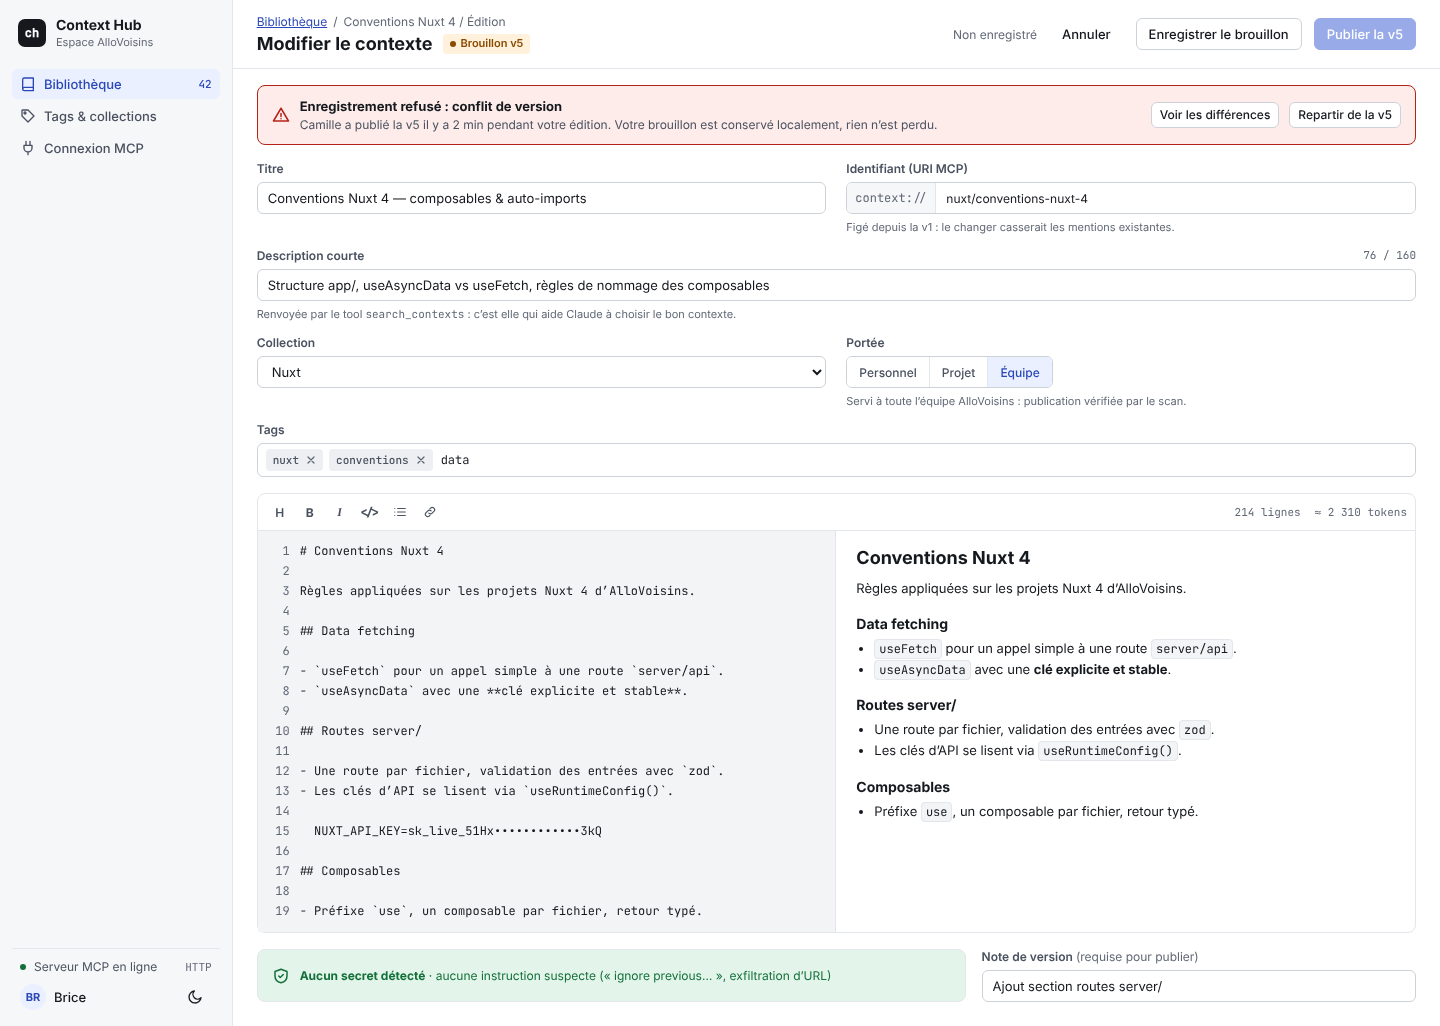 ch
Context Hub
Espace AlloVoisins
Bibliothèque 42
Tags & collections
Connexion MCP
Serveur MCP en ligne HTTP
BR Brice
Bibliothèque / Conventions Nuxt 4 / Édition
Modifier le contexte Brouillon v5
Non enregistré Annuler Enregistrer le brouillon Publier la v5
Enregistrement refusé : conflit de version
Camille a publié la v5 il y a 2 min pendant votre édition. Votre brouillon est conservé localement, rien n’est perdu.
Voir les différences Repartir de la v5
Titre
Conventions Nuxt 4 — composables & auto-imports
Identifiant (URI MCP)
context:// nuxt/conventions-nuxt-4
Figé depuis la v1 : le changer casserait les mentions existantes.
Description courte 76 / 160
Structure app/, useAsyncData vs useFetch, règles de nommage des composables
Renvoyée par le tool search_contexts : c’est elle qui aide Claude à choisir le bon contexte.
Collection
Nuxt
Portée
Personnel Projet Équipe
Servi à toute l’équipe AlloVoisins : publication vérifiée par le scan.
Tags
nuxt ✕ conventions ✕ data
H B I </> 214 lignes ≈ 2 310 tokens
1 # Conventions Nuxt 4
2
3 Règles appliquées sur les projets Nuxt 4 d’AlloVoisins.
4
5 ## Data fetching
6
7 - `useFetch` pour un appel simple à une route `server/api`.
8 - `useAsyncData` avec une **clé explicite et stable**.
9
10 ## Routes server/
11
12 - Une route par fichier, validation des entrées avec `zod`.
13 - Les clés d’API se lisent via `useRuntimeConfig()`.
14
15 NUXT_API_KEY=sk_live_51Hx••••••••••••3kQ
16
17 ## Composables
18
19 - Préfixe `use`, un composable par fichier, retour typé.
Conventions Nuxt 4
Règles appliquées sur les projets Nuxt 4 d’AlloVoisins.
Data fetching
• useFetch pour un appel simple à une route server/api.
• useAsyncData avec une clé explicite et stable.
Routes server/
• Une route par fichier, validation des entrées avec zod.
• Les clés d’API se lisent via useRuntimeConfig().
Composables
• Préfixe use, un composable par fichier, retour typé.
Aucun secret détecté · aucune instruction suspecte (« ignore previous… », exfiltration d’URL)
Note de version (requise pour publier)
Ajout section routes server/